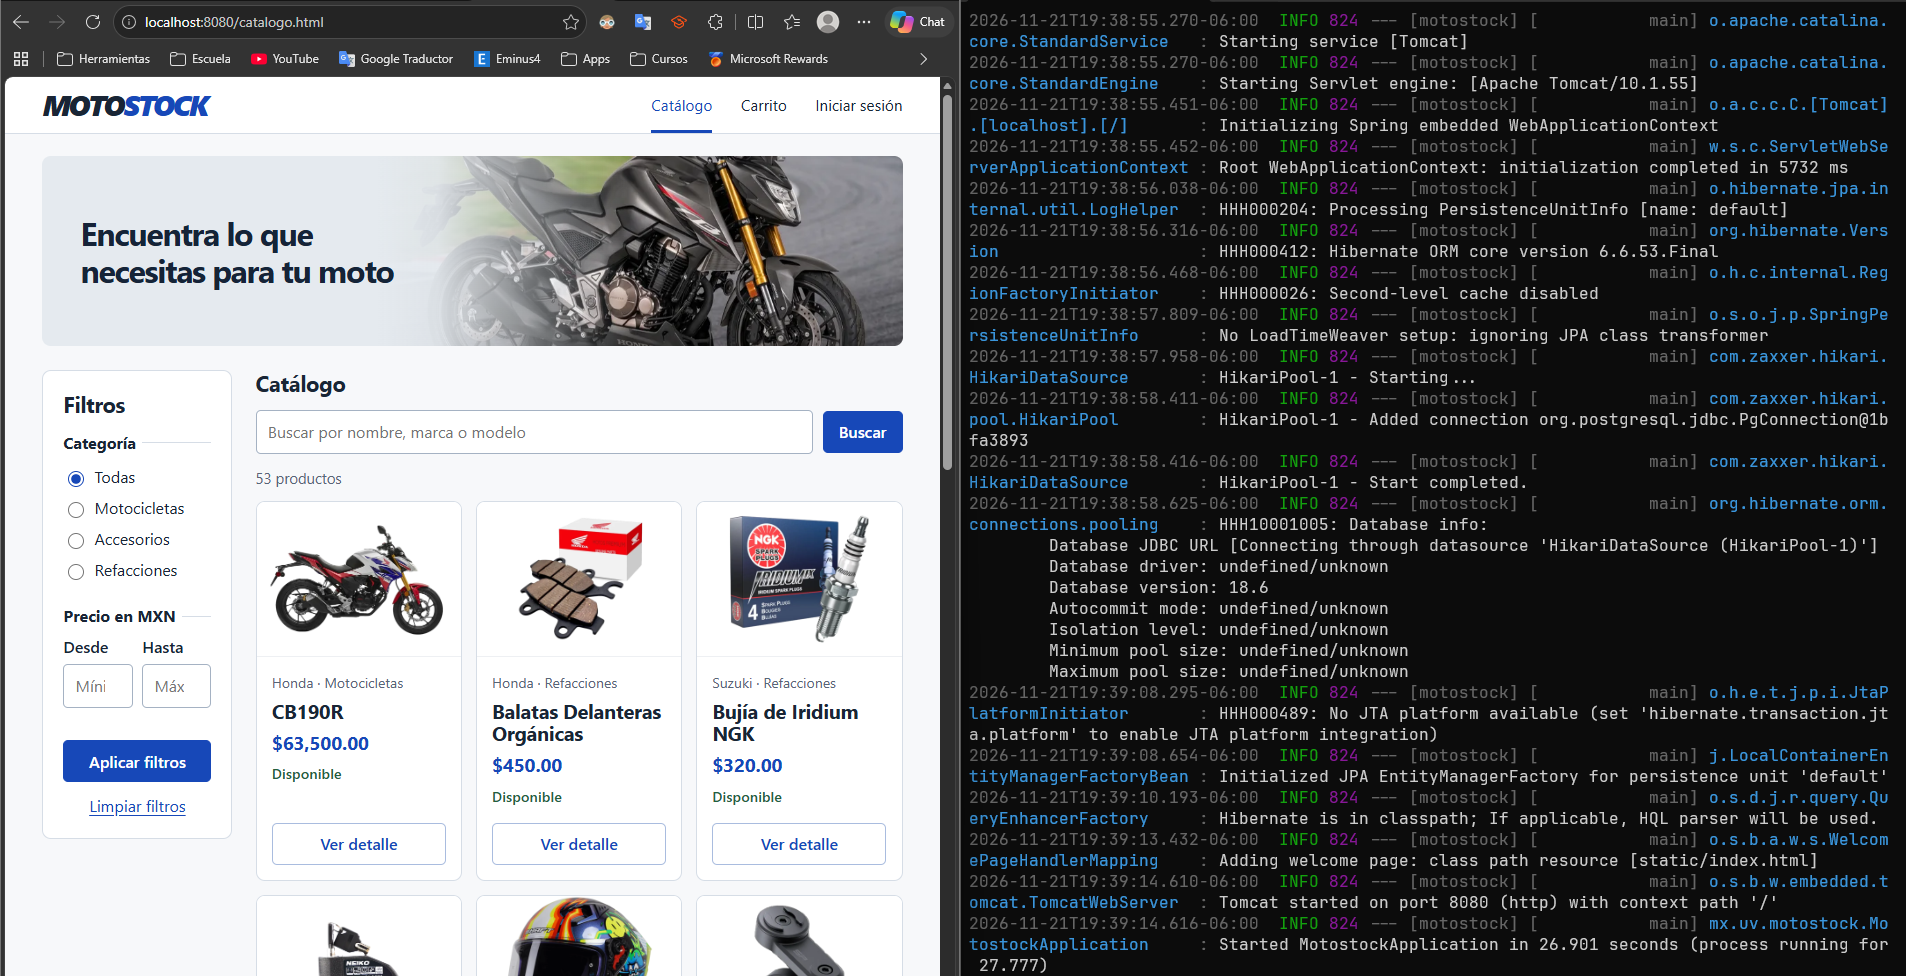 localhost:8080/catalogo.html
Chat
Herramientas
Escuela
YouTube
Google Traductor
Eminus4
Apps
Cursos
Microsoft Rewards
MOTOSTOCK
Catálogo
Carrito
Iniciar sesión
Encuentra lo que
necesitas para tu moto
HONDA
Filtros
Categoría
Todas
Motocicletas
Accesorios
Refacciones
Precio en MXN
Desde
Hasta
Míni
Máx
Aplicar filtros
Limpiar filtros
Catálogo
Buscar por nombre, marca o modelo
Buscar
53 productos
Honda · Motocicletas
CB190R
$63,500.00
Disponible
Ver detalle
HONDA
Honda · Refacciones
Balatas Delanteras
Orgánicas
$450.00
Disponible
Ver detalle
NGK
SPARK PLUGS
IRIDIUM IX
4
Suzuki · Refacciones
Bujía de Iridium
NGK
$320.00
Disponible
Ver detalle
NEIKO
2026-11-21T19:38:55.270-06:00  INFO 824 --- [motostock] [           main] o.apache.catalina.
core.StandardService   : Starting service [Tomcat]
2026-11-21T19:38:55.270-06:00  INFO 824 --- [motostock] [           main] o.apache.catalina.
core.StandardEngine    : Starting Servlet engine: [Apache Tomcat/10.1.55]
2026-11-21T19:38:55.451-06:00  INFO 824 --- [motostock] [           main] o.a.c.c.C.[Tomcat]
.[localhost].[/]       : Initializing Spring embedded WebApplicationContext
2026-11-21T19:38:55.452-06:00  INFO 824 --- [motostock] [           main] w.s.c.ServletWebSe
rverApplicationContext : Root WebApplicationContext: initialization completed in 5732 ms
2026-11-21T19:38:56.038-06:00  INFO 824 --- [motostock] [           main] o.hibernate.jpa.in
ternal.util.LogHelper  : HHH000204: Processing PersistenceUnitInfo [name: default]
2026-11-21T19:38:56.316-06:00  INFO 824 --- [motostock] [           main] org.hibernate.Vers
ion                    : HHH000412: Hibernate ORM core version 6.6.53.Final
2026-11-21T19:38:56.468-06:00  INFO 824 --- [motostock] [           main] o.h.c.internal.Reg
ionFactoryInitiator    : HHH000026: Second-level cache disabled
2026-11-21T19:38:57.809-06:00  INFO 824 --- [motostock] [           main] o.s.o.j.p.SpringPe
rsistenceUnitInfo      : No LoadTimeWeaver setup: ignoring JPA class transformer
2026-11-21T19:38:57.958-06:00  INFO 824 --- [motostock] [           main] com.zaxxer.hikari.
HikariDataSource       : HikariPool-1 - Starting...
2026-11-21T19:38:58.411-06:00  INFO 824 --- [motostock] [           main] com.zaxxer.hikari.
pool.HikariPool        : HikariPool-1 - Added connection org.postgresql.jdbc.PgConnection@1b
fa3893
2026-11-21T19:38:58.416-06:00  INFO 824 --- [motostock] [           main] com.zaxxer.hikari.
HikariDataSource       : HikariPool-1 - Start completed.
2026-11-21T19:38:58.625-06:00  INFO 824 --- [motostock] [           main] org.hibernate.orm.
connections.pooling    : HHH10001005: Database info:
Database JDBC URL [Connecting through datasource 'HikariDataSource (HikariPool-1)']
Database driver: undefined/unknown
Database version: 18.6
Autocommit mode: undefined/unknown
Isolation level: undefined/unknown
Minimum pool size: undefined/unknown
Maximum pool size: undefined/unknown
2026-11-21T19:39:08.295-06:00  INFO 824 --- [motostock] [           main] o.h.e.t.j.p.i.JtaP
latformInitiator       : HHH000489: No JTA platform available (set 'hibernate.transaction.jt
a.platform' to enable JTA platform integration)
2026-11-21T19:39:08.654-06:00  INFO 824 --- [motostock] [           main] j.LocalContainerEn
tityManagerFactoryBean : Initialized JPA EntityManagerFactory for persistence unit 'default'
2026-11-21T19:39:10.193-06:00  INFO 824 --- [motostock] [           main] o.s.d.j.r.query.Qu
eryEnhancerFactory     : Hibernate is in classpath; If applicable, HQL parser will be used.
2026-11-21T19:39:13.432-06:00  INFO 824 --- [motostock] [           main] o.s.b.a.w.s.Welcom
ePageHandlerMapping    : Adding welcome page: class path resource [static/index.html]
2026-11-21T19:39:14.610-06:00  INFO 824 --- [motostock] [           main] o.s.b.w.embedded.t
omcat.TomcatWebServer  : Tomcat started on port 8080 (http) with context path '/'
2026-11-21T19:39:14.616-06:00  INFO 824 --- [motostock] [           main] mx.uv.motostock.Mo
tostockApplication     : Started MotostockApplication in 26.901 seconds (process running for
27.777)